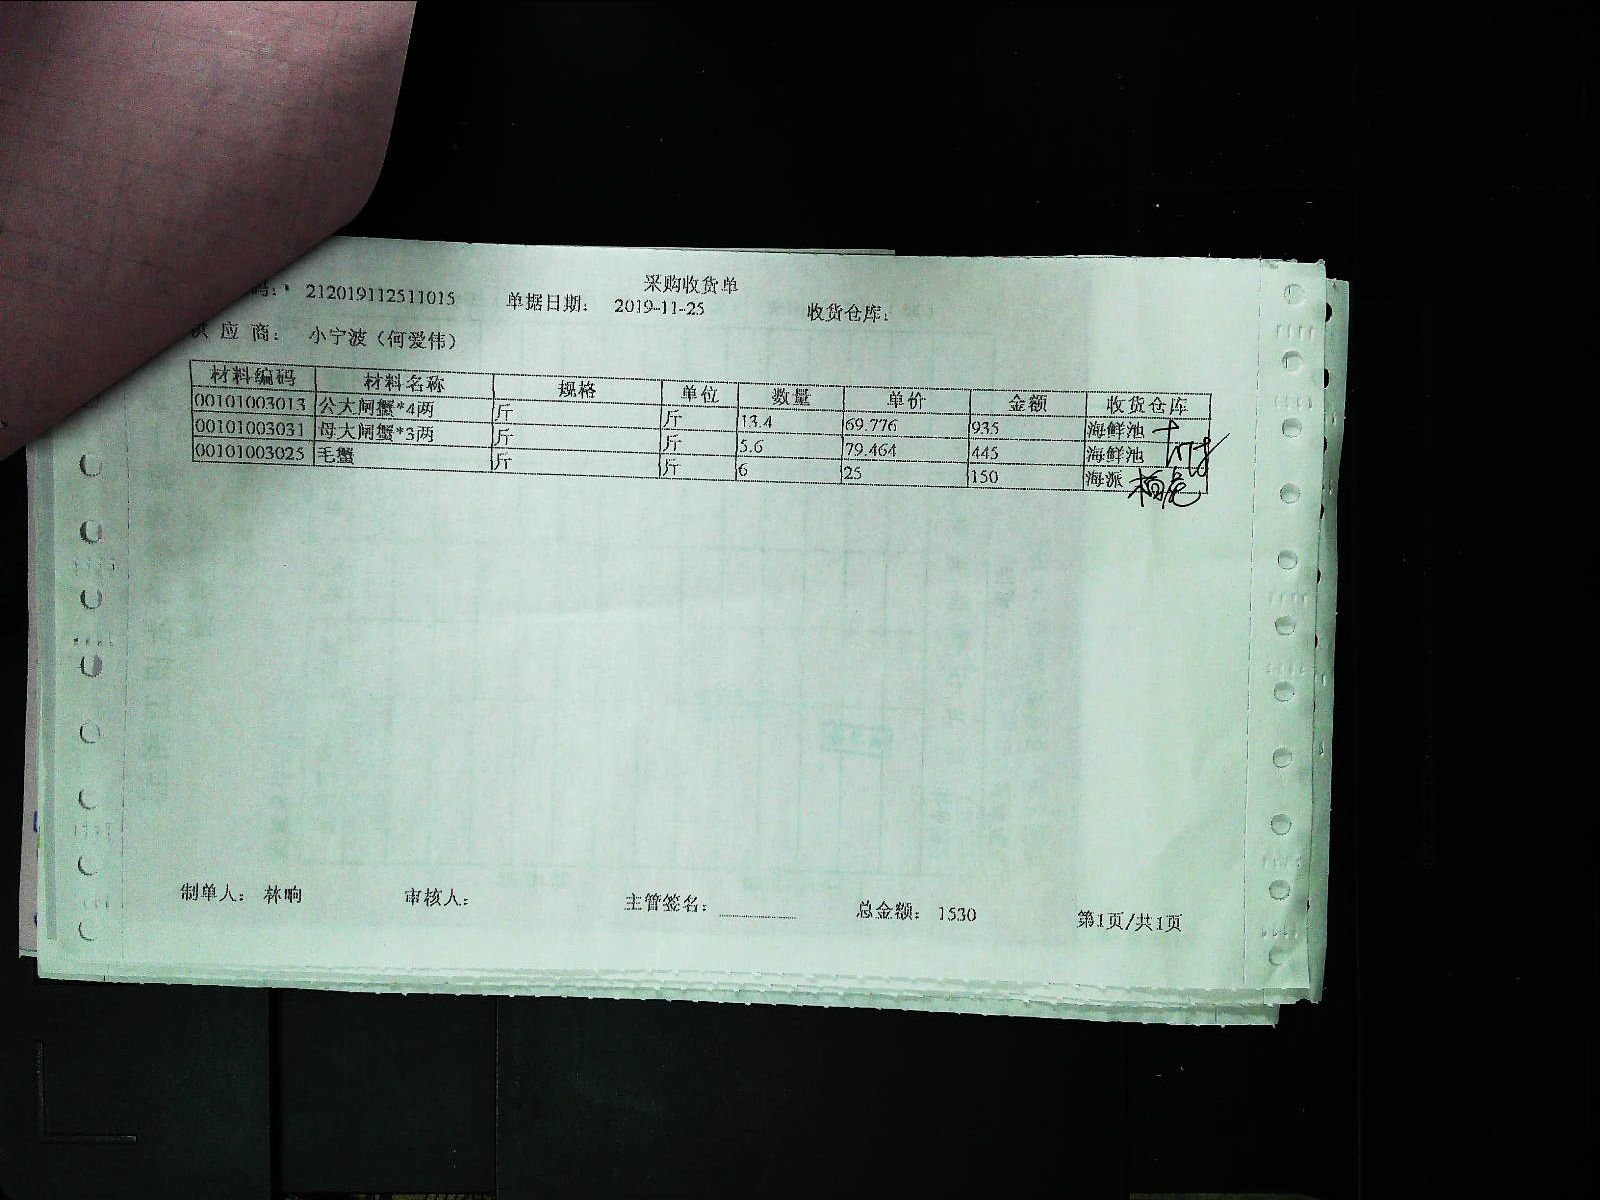 采购收货单
码： 212019112511015 单据日期： 2019-11-25 收货仓库：
供 应 商： 小宁波（何爱伟）
材料编码 材料名称 规格 单位 数量 单价 金额 收货仓库
00101003013 公大闸蟹*4两 斤 斤 13.4 69.776 935 海鲜池
00101003031 母大闸蟹*3两 斤 斤 5.6 79.464 445 海鲜池
00101003025 毛蟹 斤 斤 6 25 150 海派
制单人： 林响 审核人： 主管签名： 总金额： 1530 第1页/共1页